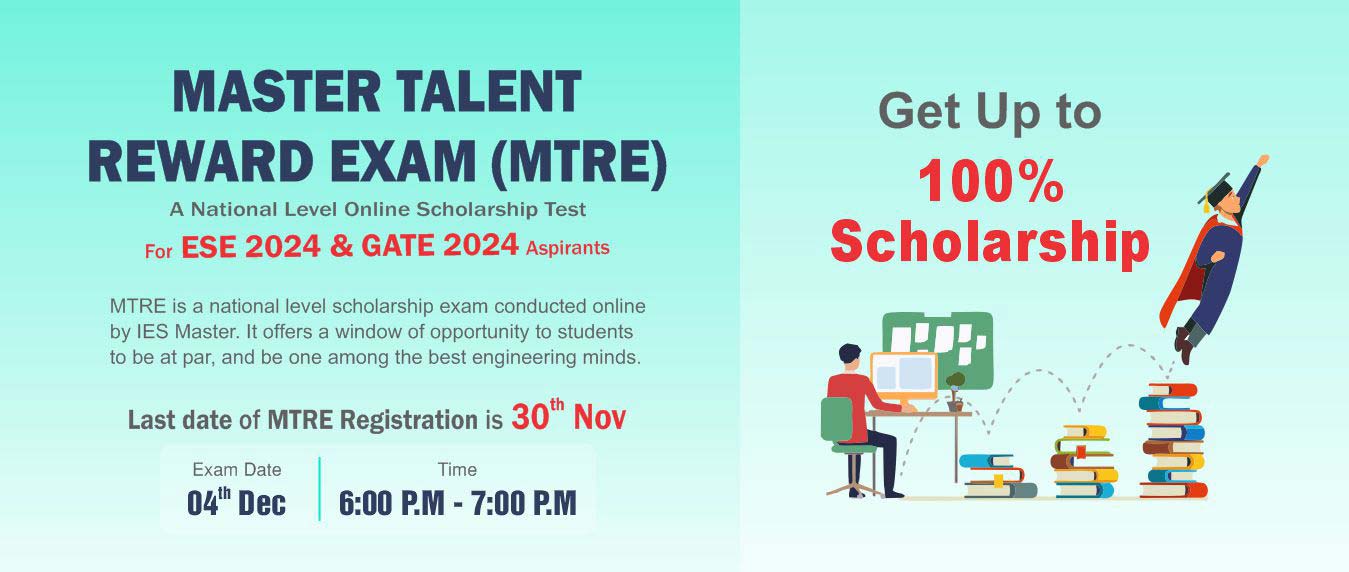 MASTER TALENT
REWARD EXAM (MTRE)
A National Level Online Scholarship Test
For ESE 2024 & GATE 2024 Aspirants
MTRE is a national level scholarship exam conducted online
by IES Master. It offers a window of opportunity to students
to be at par, and be one among the best engineering minds.
Last date of MTRE Registration is 30th Nov
Exam Date
04th Dec
Time
6:00 P.M - 7:00 P.M
Get Up to
100%
Scholarship